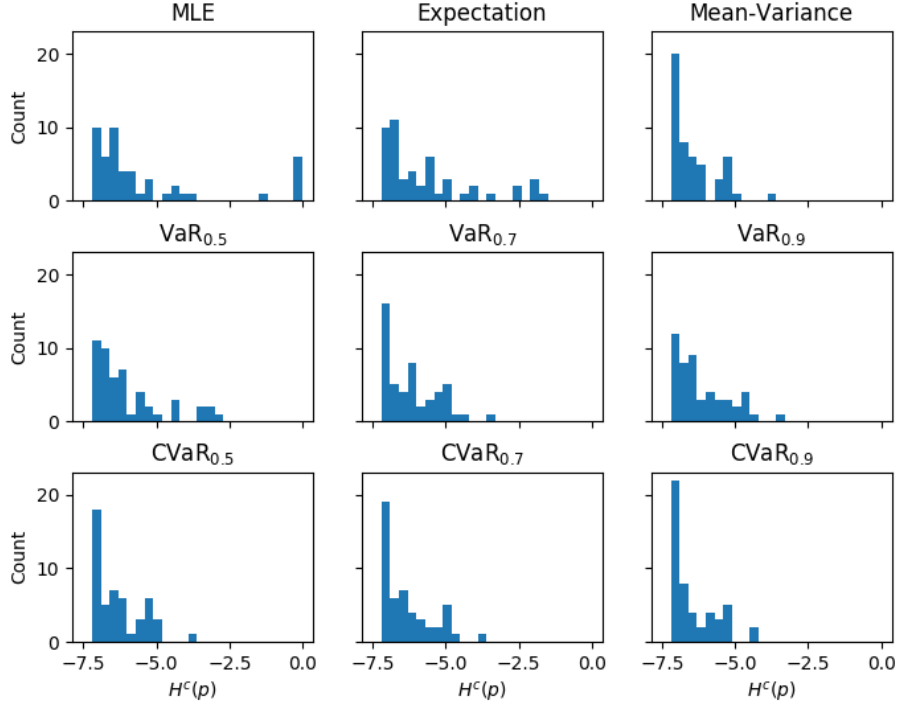 MLE Expectation Mean-Variance
20
10
0
Count
VaR0.5 VaR0.7 VaR0.9
20
10
0
Count
CVaR0.5 CVaR0.7 CVaR0.9
20
10
0
Count
−7.5 −5.0 −2.5 0.0 −7.5 −5.0 −2.5 0.0 −7.5 −5.0 −2.5 0.0
Hᶜ(p) Hᶜ(p) Hᶜ(p)